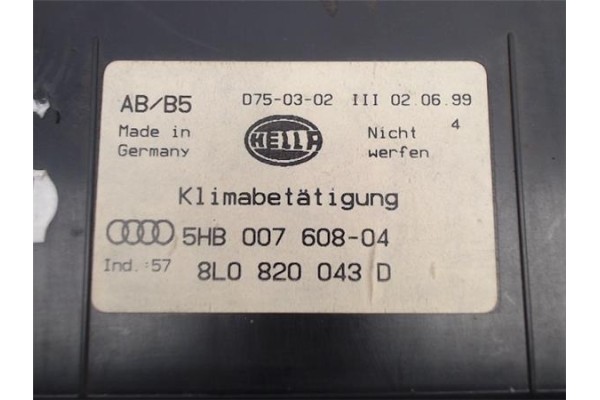 AB/B5 D75-03-02 III 02.06.99
Made in Germany
HELLA
Nicht werfen
4
Klimabetätigung
5HB 007 608-04
Ind.:57 8L0 820 043 D